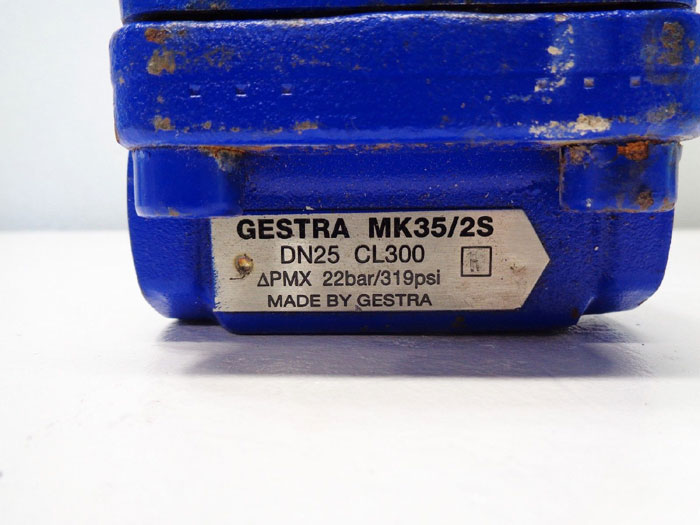 GESTRA MK35/2S
DN25 CL300
ΔPMX 22bar/319psi
MADE BY GESTRA